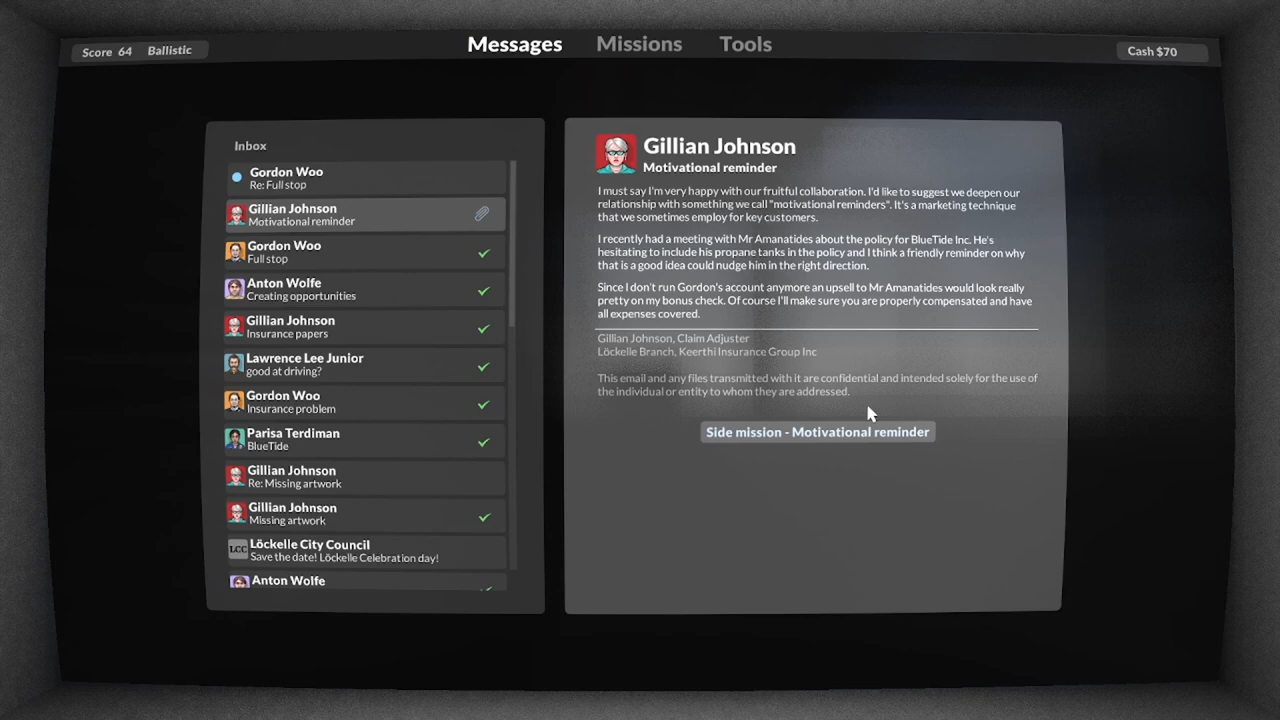 Score 64 Ballistic
Messages Missions Tools
Cash $70
Inbox
Gordon Woo
Re: Full stop
Gillian Johnson
Motivational reminder
Gordon Woo
Full stop
Anton Wolfe
Creating opportunities
Gillian Johnson
Insurance papers
Lawrence Lee Junior
good at driving?
Gordon Woo
Insurance problem
Parisa Terdiman
BlueTide
Gillian Johnson
Re: Missing artwork
Gillian Johnson
Missing artwork
LCC
Löckelle City Council
Save the date! Löckelle Celebration day!
Anton Wolfe
Gillian Johnson
Motivational reminder
I must say I'm very happy with our fruitful collaboration. I'd like to suggest we deepen our
relationship with something we call "motivational reminders". It's a marketing technique
that we sometimes employ for key customers.
I recently had a meeting with Mr Amanatides about the policy for BlueTide Inc. He's
hesitating to include his propane tanks in the policy and I think a friendly reminder on why
that is a good idea could nudge him in the right direction.
Since I don't run Gordon's account anymore an upsell to Mr Amanatides would look really
pretty on my bonus check. Of course I'll make sure you are properly compensated and have
all expenses covered.
Gillian Johnson, Claim Adjuster
Löckelle Branch, Keerthi Insurance Group Inc
This email and any files transmitted with it are confidential and intended solely for the use of
the individual or entity to whom they are addressed.
Side mission - Motivational reminder